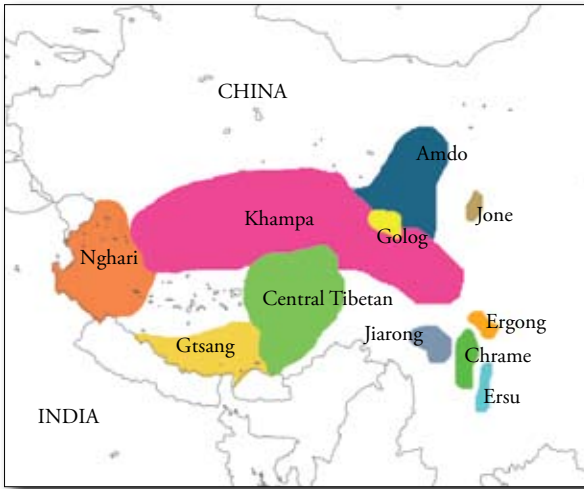 CHINA
Amdo
Khampa
Jone
Golog
Nghari
Central Tibetan
Ergong
Jiarong
Gtsang
Chrame
Ersu
INDIA